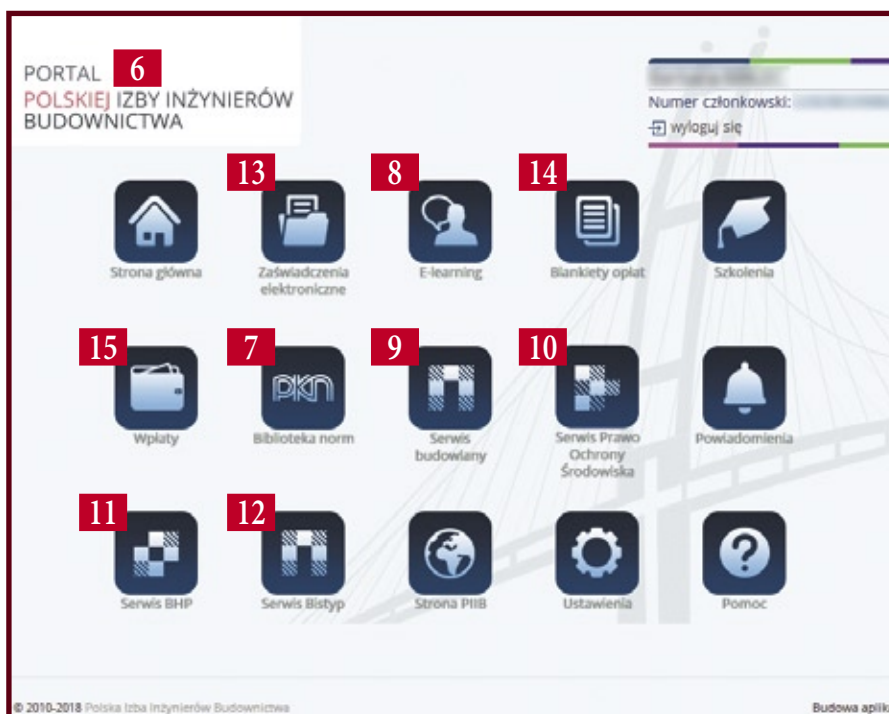 PORTAL 6
POLSKIEJ IZBY INŻYNIERÓW
BUDOWNICTWA
Numer członkowski:
wyloguj się
13 8 14
Strona główna Zaświadczenia elektroniczne E-learning Blankiety opłat Szkolenia
15 7 9 10
PKN
Wpłaty Biblioteka norm Serwis budowlany Serwis Prawo Ochrony Środowiska Powiadomienia
11 12
Serwis BHP Serwis Bistyp Strona PIIB Ustawienia Pomoc
© 2010-2018 Polska Izba Inżynierów Budownictwa
Budowa aplik